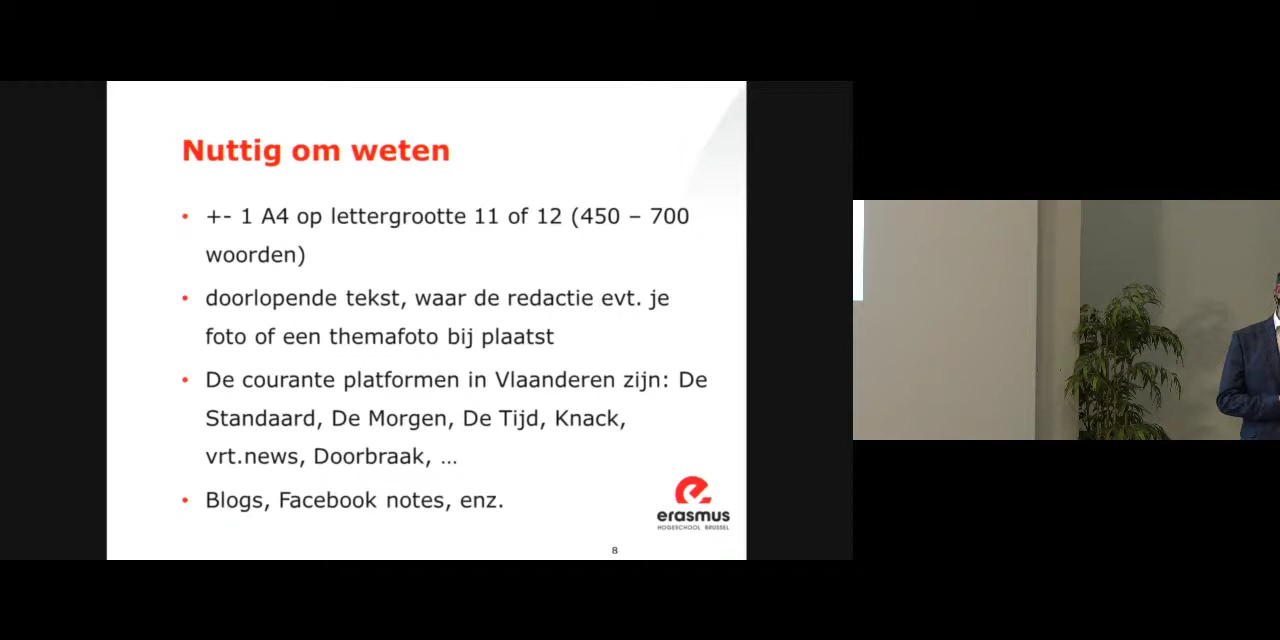 Nuttig om weten
• +- 1 A4 op lettergrootte 11 of 12 (450 – 700
woorden)
• doorlopende tekst, waar de redactie evt. je
foto of een themafoto bij plaatst
• De courante platformen in Vlaanderen zijn: De
Standaard, De Morgen, De Tijd, Knack,
vrt.news, Doorbraak, ...
• Blogs, Facebook notes, enz.
erasmus
HOGESCHOOL BRUSSEL
8